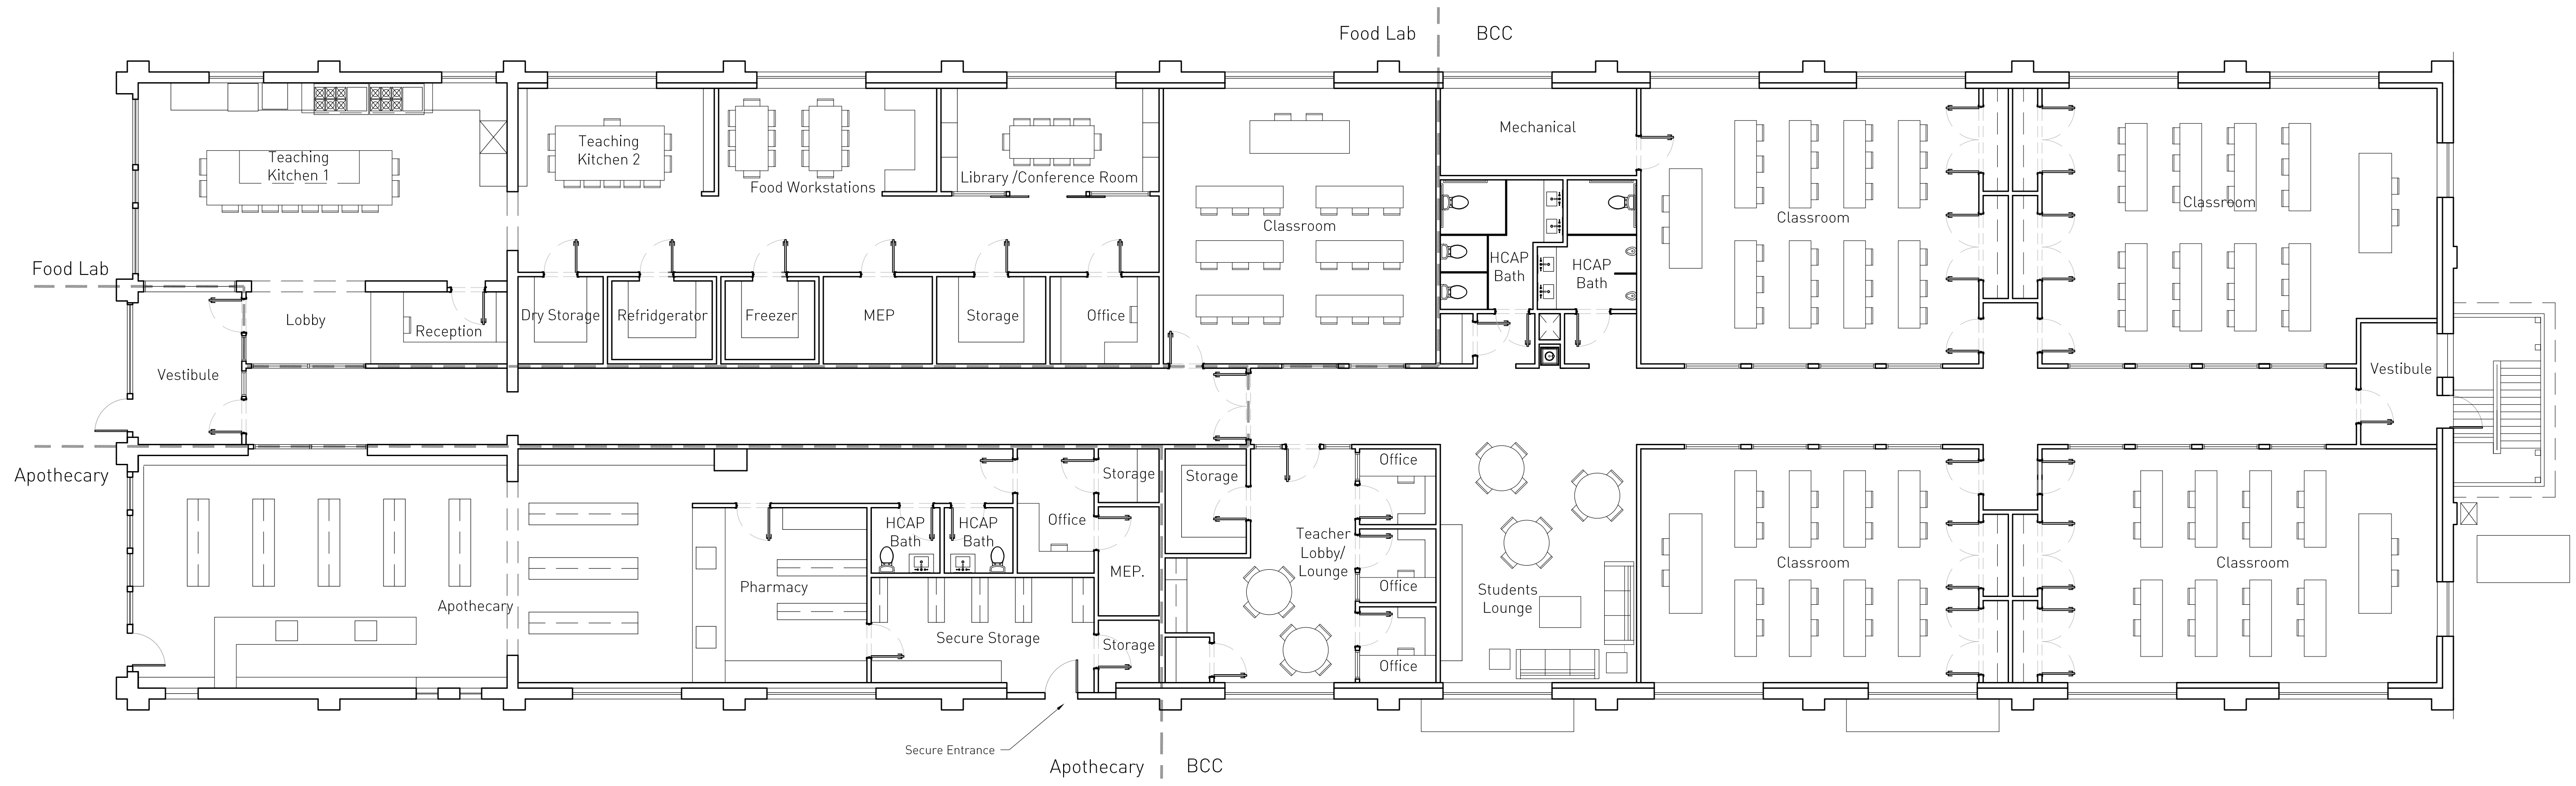 Food Lab
BCC
Mechanical
Teaching
Kitchen 1
Teaching
Kitchen 2
Food Workstations
Library /Conference Room
Classroom
Classroom
Classroom
HCAP
Bath
HCAP
Bath
Food Lab
Lobby
Reception
Dry Storage
Refridgerator
Freezer
MEP
Storage
Office
Vestibule
Vestibule
Apothecary
Storage
Storage
Office
HCAP
Bath
HCAP
Bath
Office
Teacher
Lobby/
Lounge
MEP.
Pharmacy
Office
Students
Lounge
Classroom
Classroom
Apothecary
Secure Storage
Storage
Office
Secure Entrance
Apothecary
BCC